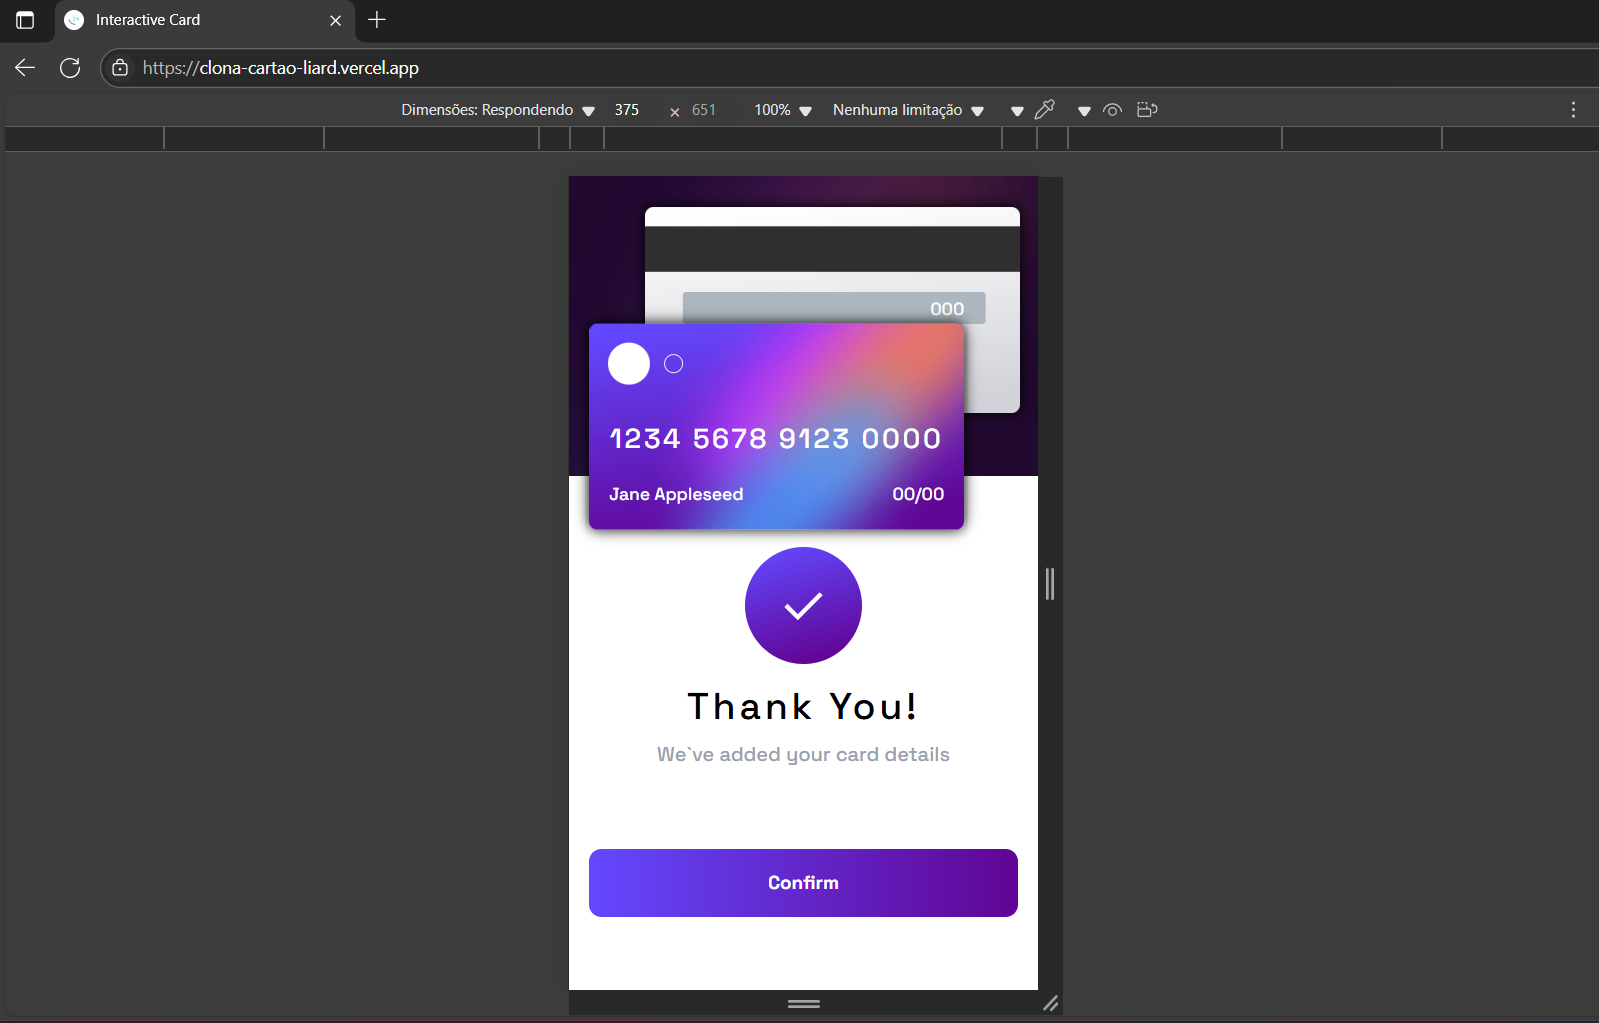 Interactive Card
https://clona-cartao-liard.vercel.app
Dimensões: Respondendo 375 × 651 100% Nenhuma limitação
000
1234 5678 9123 0000
Jane Appleseed 00/00
Thank You!
We`ve added your card details
Confirm